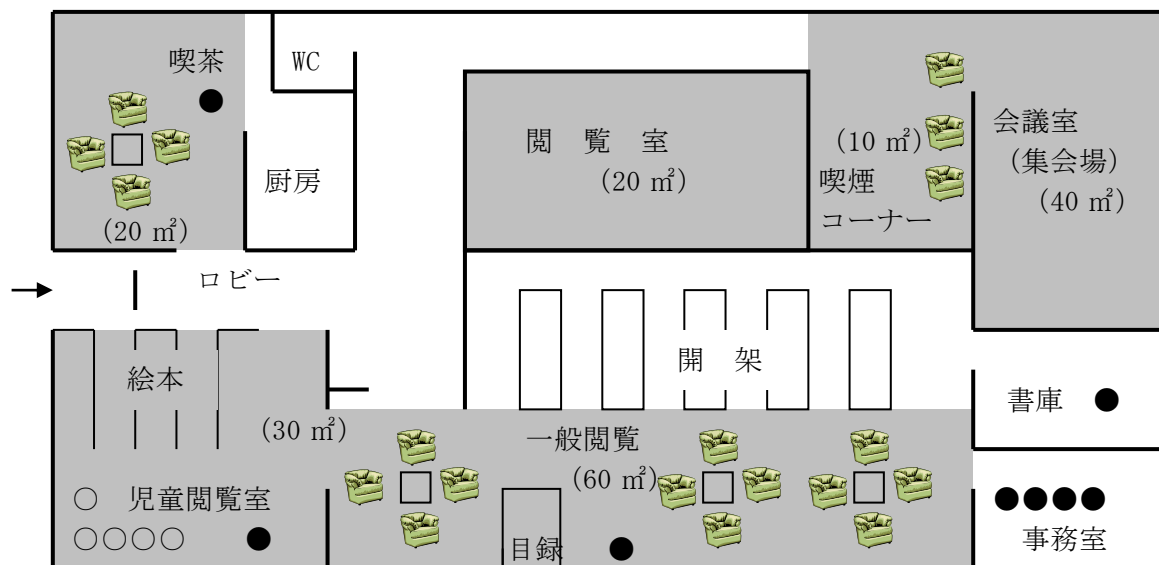 喫茶
WC
厨房
(20 ㎡)
閲 覧 室
(20 ㎡)
(10 ㎡)
喫煙
コーナー
会議室
(集会場)
(40 ㎡)
ロビー
絵本
(30 ㎡)
開 架
書庫
一般閲覧
(60 ㎡)
児童閲覧室
目録
事務室